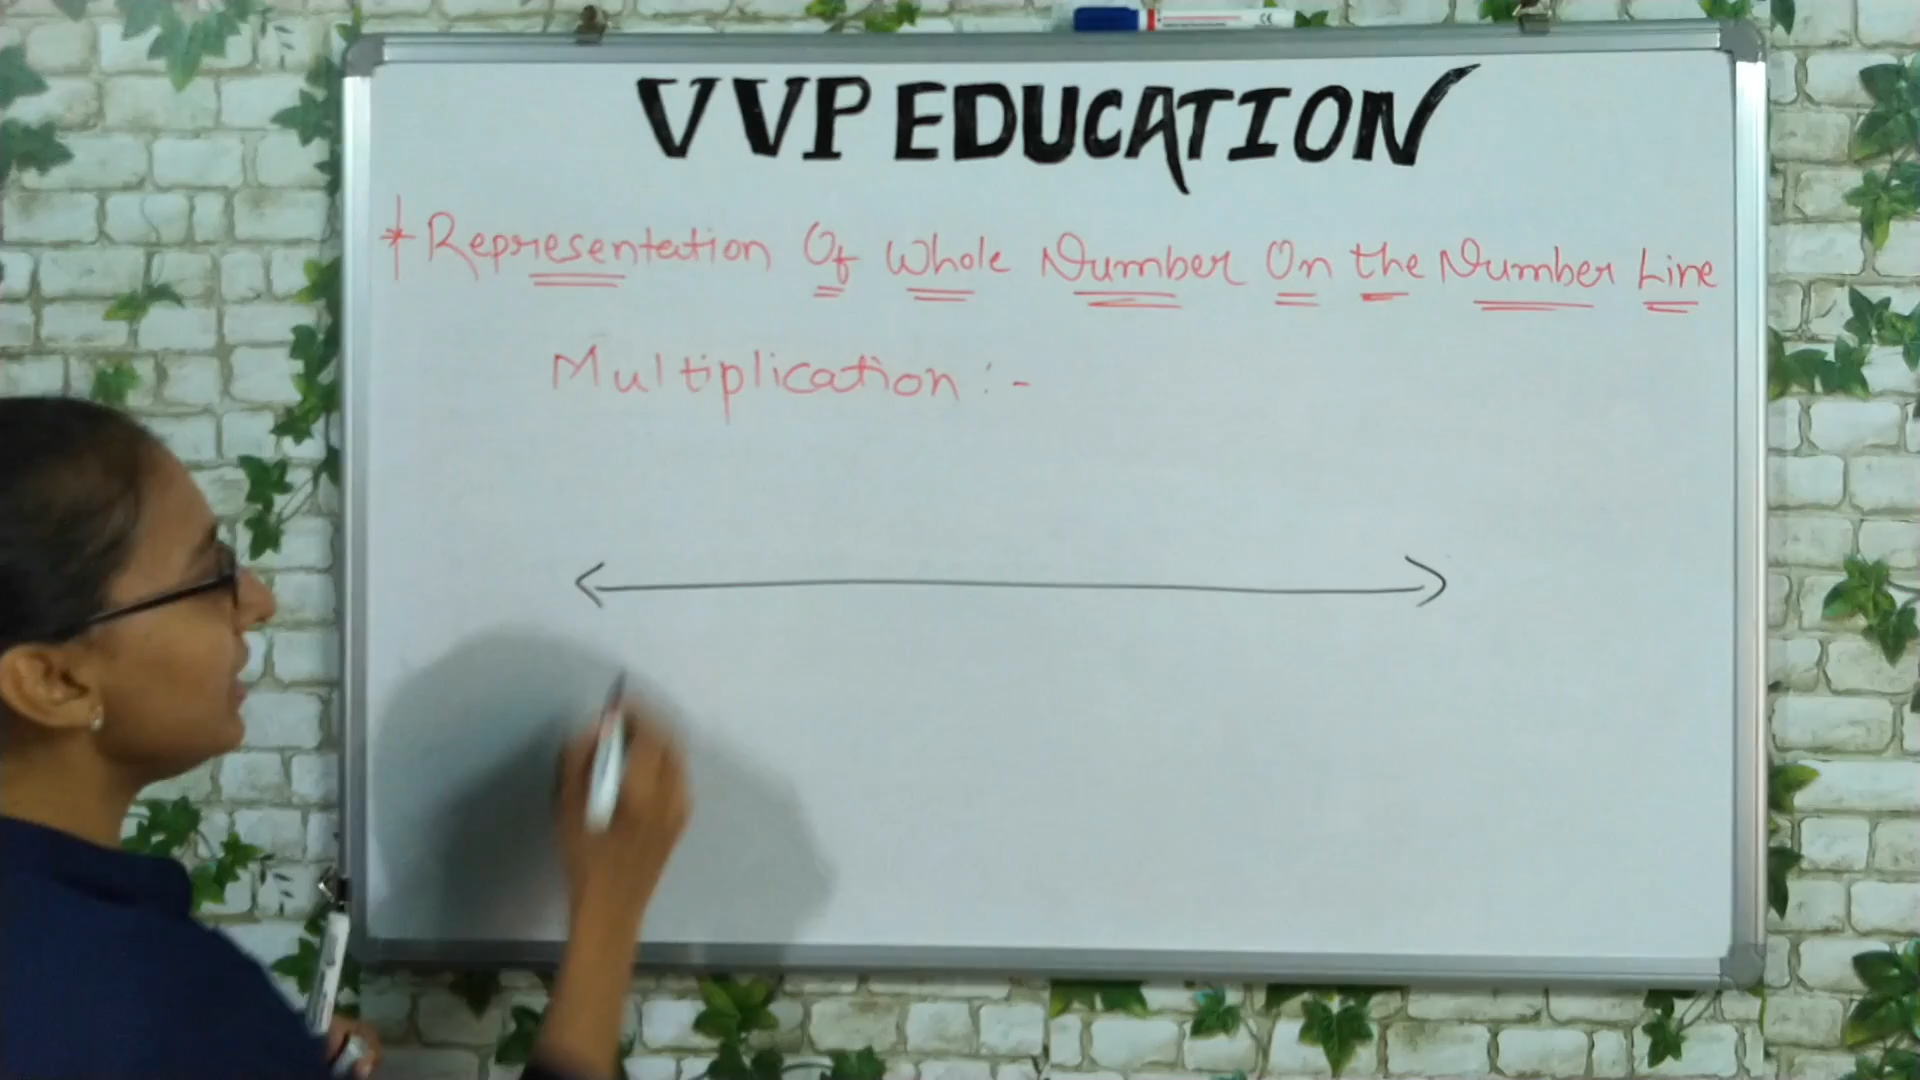 VVP EDUCATION
* Representation Of Whole Number On the Number Line
Multiplication :-